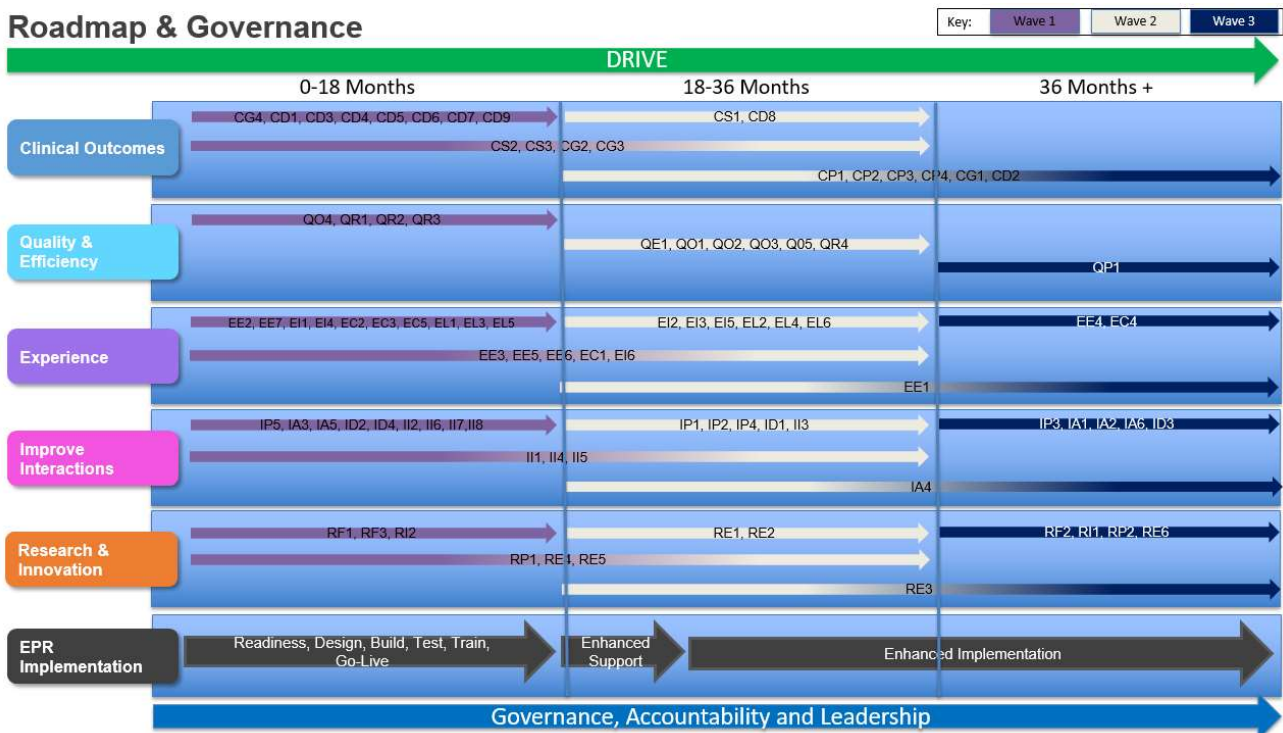 Roadmap & Governance
Key:
Wave 1
Wave 2
Wave 3
DRIVE
0-18 Months
18-36 Months
36 Months +
Clinical Outcomes
CG4, CD1, CD3, CD4, CD5, CD6, CD7, CD9
CS1, CD8
CS2, CS3, CG2, CG3
CP1, CP2, CP3, CP4, CG1, CD2
Quality &
Efficiency
QO4, QR1, QR2, QR3
QE1, QO1, QO2, QO3, Q05, QR4
QP1
Experience
EE2, EE7, EI1, EI4, EC2, EC3, EC5, EL1, EL3, EL5
EI2, EI3, EI5, EL2, EL4, EL6
EE4, EC4
EE3, EE5, EE6, EC1, EI6
EE1
Improve
Interactions
IP5, IA3, IA5, ID2, ID4, II2, II6, II7,II8
IP1, IP2, IP4, ID1, II3
IP3, IA1, IA2, IA6, ID3
II1, II4, II5
IA4
Research &
Innovation
RF1, RF3, RI2
RE1, RE2
RF2, RI1, RP2, RE6
RP1, RE4, RE5
RE3
EPR
Implementation
Readiness, Design, Build, Test, Train,
Go-Live
Enhanced
Support
Enhanced Implementation
Governance, Accountability and Leadership